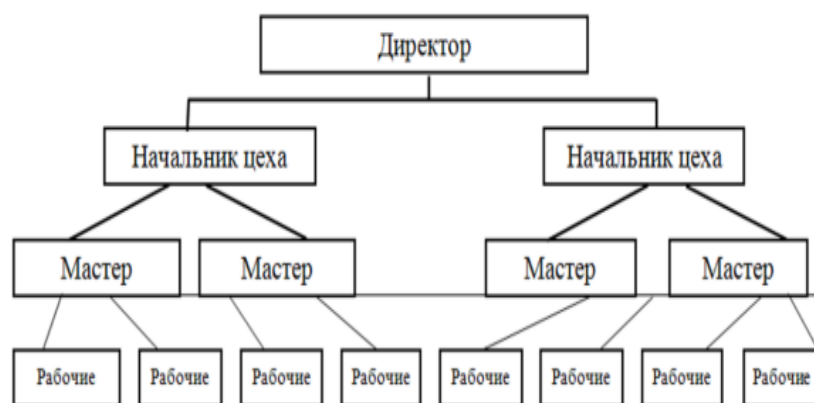 Директор
Начальник цеха
Начальник цеха
Мастер
Мастер
Мастер
Мастер
Рабочие
Рабочие
Рабочие
Рабочие
Рабочие
Рабочие
Рабочие
Рабочие